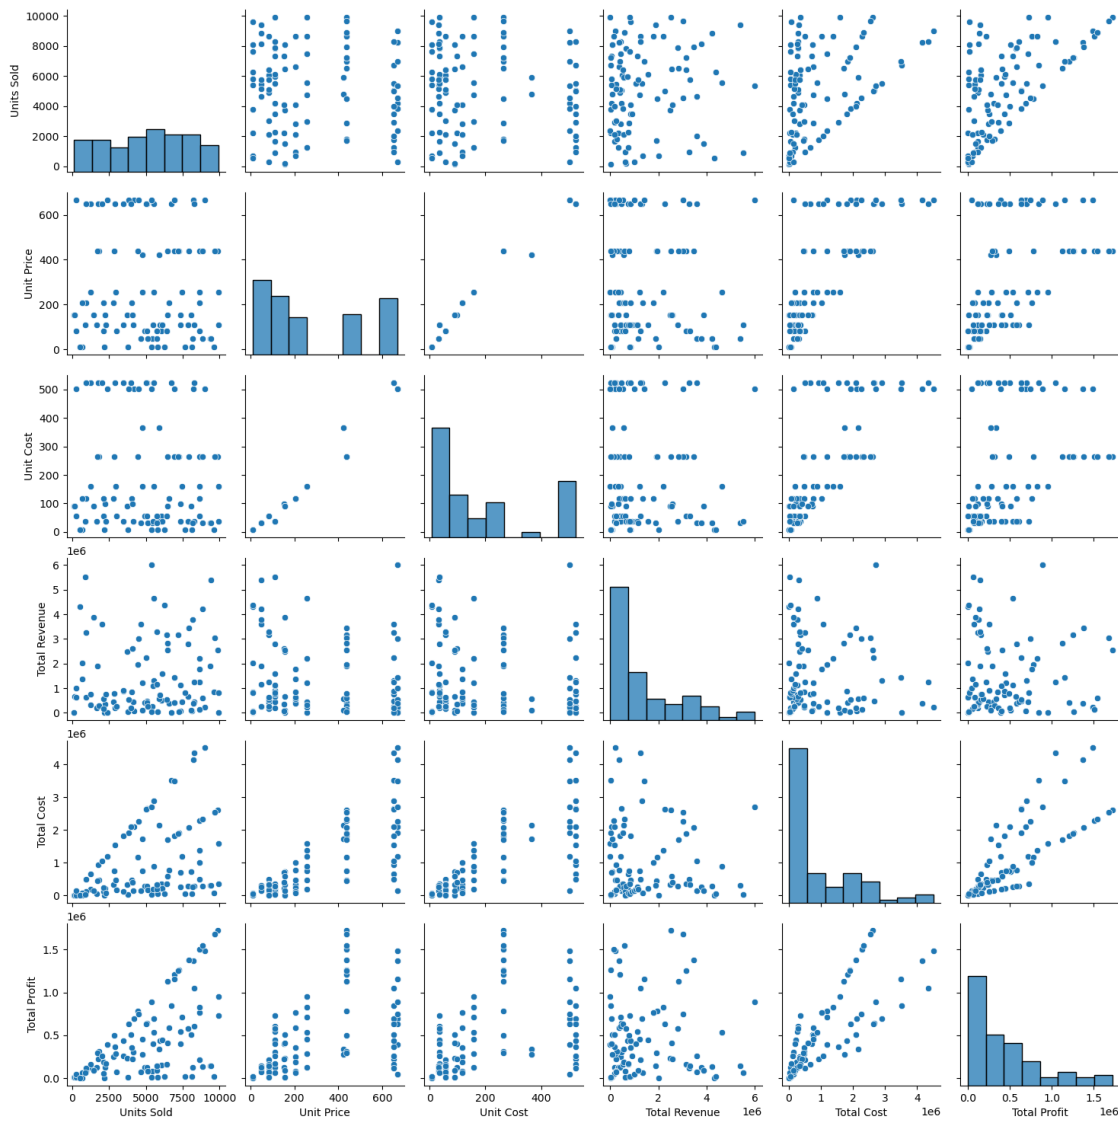 10000
8000
6000
4000
2000
0
Units Sold
600
400
200
0
Unit Price
500
400
300
200
100
0
Unit Cost
1e6
6
5
4
3
2
1
0
Total Revenue
1e6
4
3
2
1
0
Total Cost
1e6
1.5
1.0
0.5
0.0
Total Profit
0 2500 5000 7500 10000
Units Sold
0 200 400 600
Unit Price
0 200 400
Unit Cost
0 2 4 6
1e6
Total Revenue
0 1 2 3 4
1e6
Total Cost
0.0 0.5 1.0 1.5
1e6
Total Profit